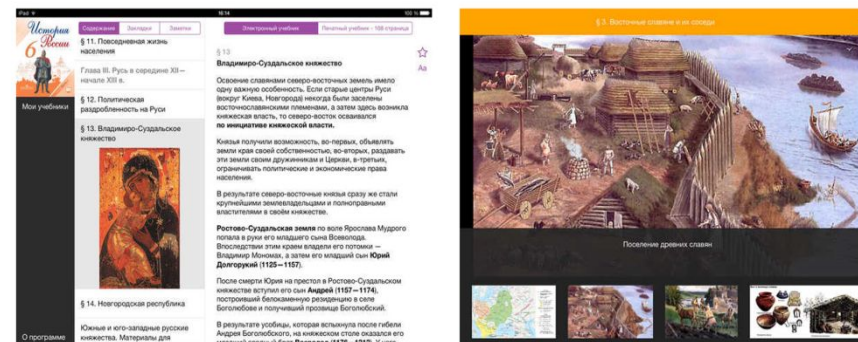 iPad
16:14
100 %
История
России
6
Мои учебники
О программе
Содержание
Закладки
Заметки
§ 11. Повседневная жизнь
населения
Глава III. Русь в середине XII —
начале XIII в.
§ 12. Политическая
раздробленность на Руси
§ 13. Владимиро-Суздальское
княжество
§ 14. Новгородская республика
Южные и юго-западные русские
княжества. Материалы для
Электронный учебник
Печатный учебник - 108 страница
§ 13
Aa
Владимиро-Суздальское княжество
Освоение славянами северо-восточных земель имело
одну важную особенность. Если старые центры Руси
(вокруг Киева, Новгорода) некогда были заселены
восточнославянскими племенами, а затем здесь возникла
княжеская власть, то северо-восток осваивался
по инициативе княжеской власти.
Князья получили возможность, во-первых, объявлять
земли края своей собственностью, во-вторых, раздавать
эти земли своим дружинникам и Церкви, в-третьих,
ограничивать политические и экономические права
населения.
В результате северо-восточные князья сразу же стали
крупнейшими землевладельцами и полноправными
властителями в своём княжестве.
Ростово-Суздальская земля по воле Ярослава Мудрого
попала в руки его младшего сына Всеволода.
Впоследствии этим краем владели его потомки —
Владимир Мономах, а затем его младший сын Юрий
Долгорукий (1125—1157).
После смерти Юрия на престол в Ростово-Суздальском
княжестве вступил его сын Андрей (1157—1174),
построивший белокаменную резиденцию в селе
Боголюбове и получивший прозвище Боголюбский.
В результате усобицы, которая вспыхнула после гибели
Андрея Боголюбского, на княжеском столе оказался его
§ 3. Восточные славяне и их соседи
Поселение древних славян